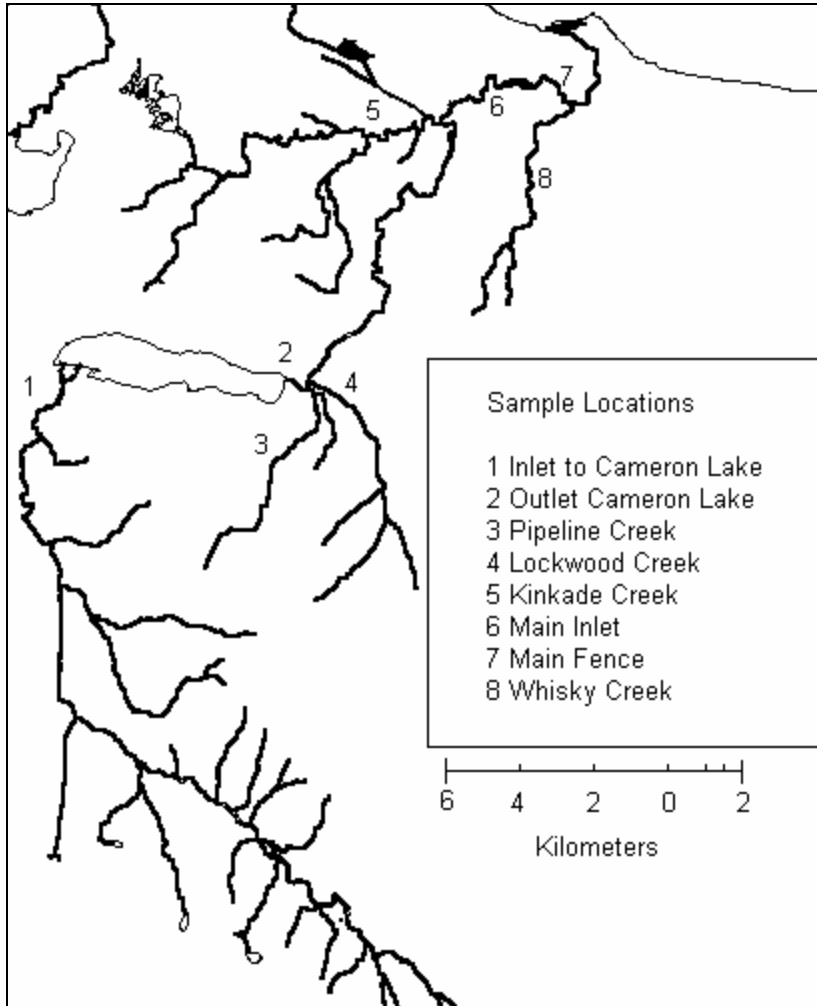 7
5
6
8
2
1
4
3
Sample Locations
1 Inlet to Cameron Lake
2 Outlet Cameron Lake
3 Pipeline Creek
4 Lockwood Creek
5 Kinkade Creek
6 Main Inlet
7 Main Fence
8 Whisky Creek
6 4 2 0 2
Kilometers